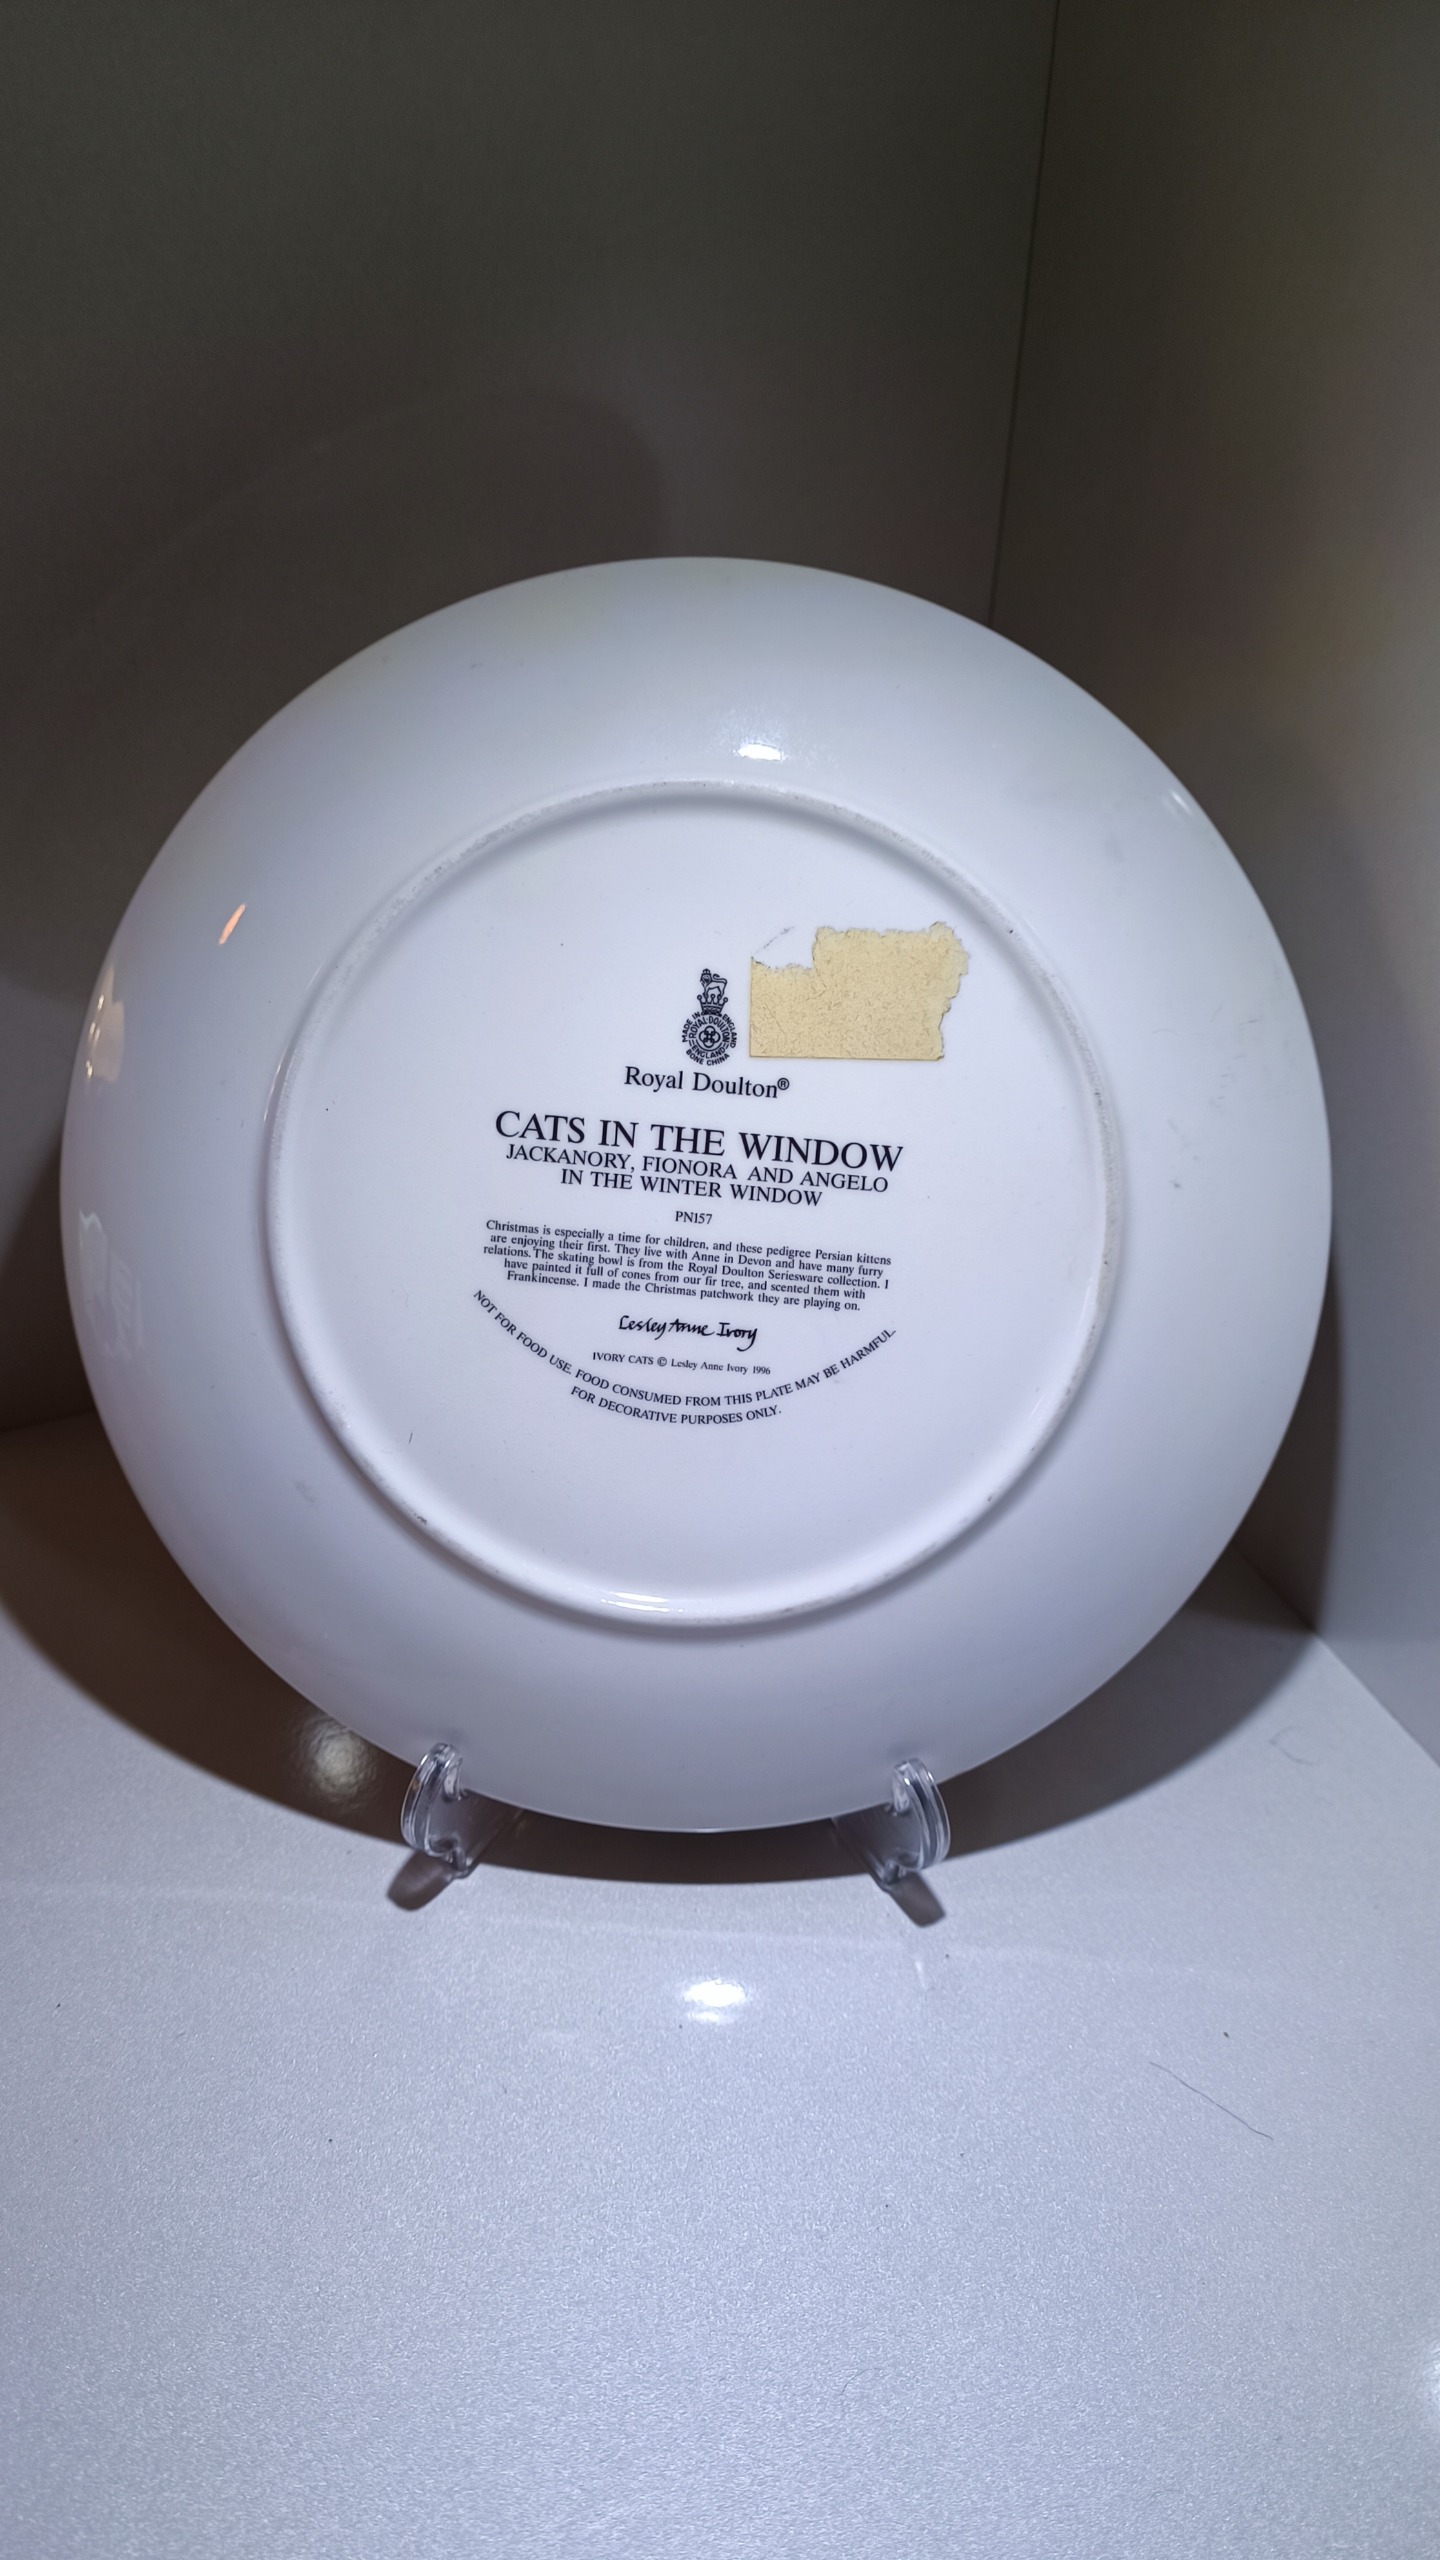 MADE IN ENGLAND
ROYAL·DOULTON
ENGLAND
BONE CHINA
Royal Doulton®
CATS IN THE WINDOW
JACKANORY, FIONORA AND ANGELO
IN THE WINTER WINDOW
PN157
Christmas is especially a time for children, and these pedigree Persian kittens
are enjoying their first. They live with Anne in Devon and have many furry
relations. The skating bowl is from the Royal Doulton Seriesware collection. I
have painted it full of cones from our fir tree, and scented them with
Frankincense. I made the Christmas patchwork they are playing on.
Lesley Anne Ivory
IVORY CATS © Lesley Anne Ivory 1996
NOT FOR FOOD USE. FOOD CONSUMED FROM THIS PLATE MAY BE HARMFUL.
FOR DECORATIVE PURPOSES ONLY.